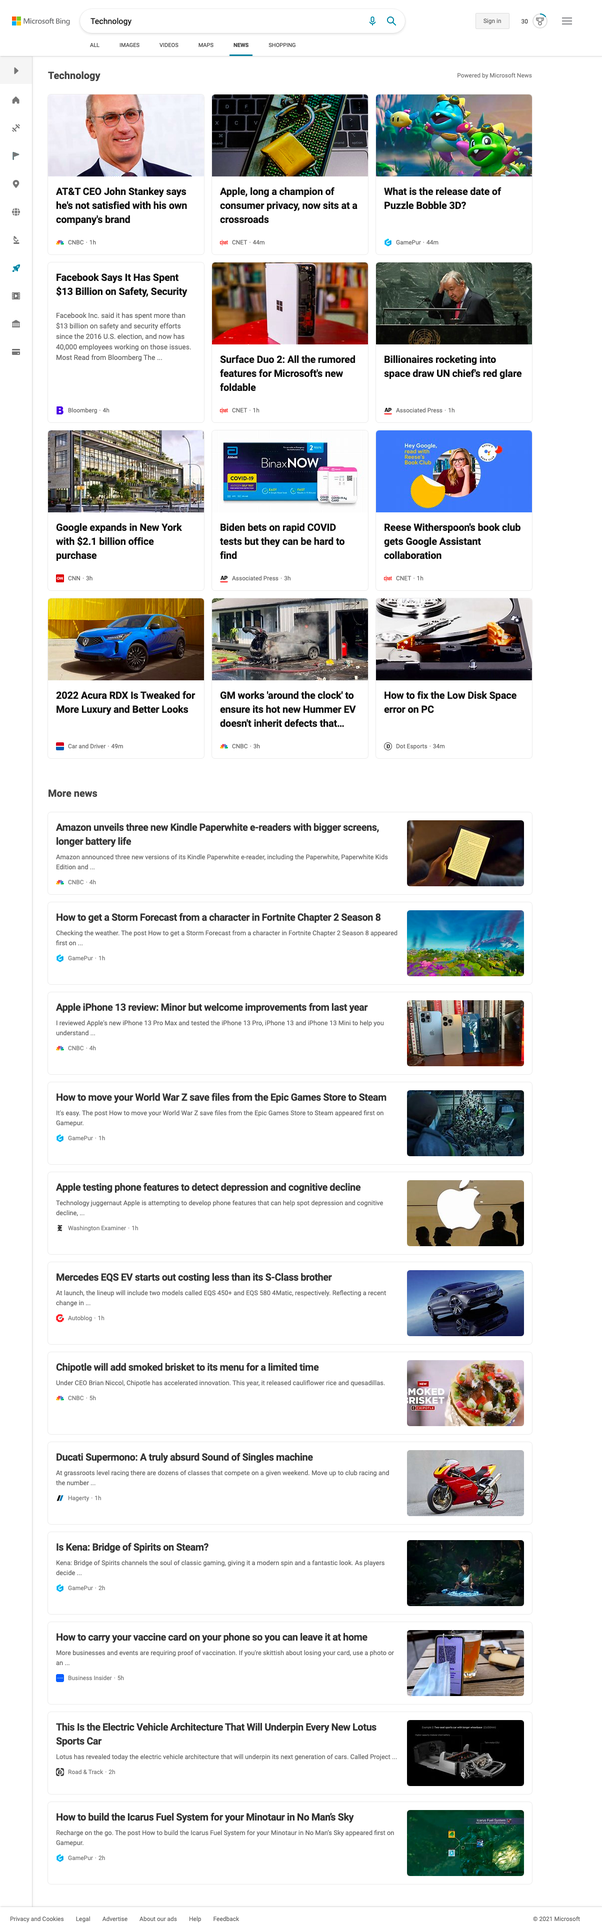 Microsoft Bing
Technology
Sign in
30
ALL
IMAGES
VIDEOS
MAPS
NEWS
SHOPPING
Technology
Powered by Microsoft News
AT&T CEO John Stankey says
he's not satisfied with his own
company's brand
CNBC · 1h
Apple, long a champion of
consumer privacy, now sits at a
crossroads
CNET · 44m
What is the release date of
Puzzle Bobble 3D?
GamePur · 44m
Facebook Says It Has Spent
$13 Billion on Safety, Security
Facebook Inc. said it has spent more than
$13 billion on safety and security efforts
since the 2016 U.S. election, and now has
40,000 employees working on those issues.
Most Read from Bloomberg The ...
Bloomberg · 4h
Surface Duo 2: All the rumored
features for Microsoft's new
foldable
CNET · 1h
Billionaires rocketing into
space draw UN chief's red glare
AP
Associated Press · 1h
Google expands in New York
with $2.1 billion office
purchase
CNN · 3h
BinaxNOW
COVID-19
Biden bets on rapid COVID
tests but they can be hard to
find
AP
Associated Press · 3h
Hey Google,
read with
Reese's
Book Club
Reese Witherspoon's book club
gets Google Assistant
collaboration
CNET · 1h
2022 Acura RDX Is Tweaked for
More Luxury and Better Looks
Car and Driver · 49m
GM works 'around the clock' to
ensure its hot new Hummer EV
doesn't inherit defects that...
CNBC · 3h
How to fix the Low Disk Space
error on PC
Dot Esports · 34m
More news
Amazon unveils three new Kindle Paperwhite e-readers with bigger screens,
longer battery life
Amazon announced three new versions of its Kindle Paperwhite e-reader, including the Paperwhite, Paperwhite Kids
Edition and ...
CNBC · 4h
How to get a Storm Forecast from a character in Fortnite Chapter 2 Season 8
Checking the weather. The post How to get a Storm Forecast from a character in Fortnite Chapter 2 Season 8 appeared
first on ...
GamePur · 1h
Apple iPhone 13 review: Minor but welcome improvements from last year
I reviewed Apple's new iPhone 13 Pro Max and tested the iPhone 13 Pro, iPhone 13 and iPhone 13 Mini to help you
understand ...
CNBC · 4h
How to move your World War Z save files from the Epic Games Store to Steam
It's easy. The post How to move your World War Z save files from the Epic Games Store to Steam appeared first on
Gamepur.
GamePur · 1h
Apple testing phone features to detect depression and cognitive decline
Technology juggernaut Apple is attempting to develop phone features that can help spot depression and cognitive
decline, ...
Washington Examiner · 1h
Mercedes EQS EV starts out costing less than its S-Class brother
At launch, the lineup will include two models called EQS 450+ and EQS 580 4Matic, respectively. Reflecting a recent
change in ...
Autoblog · 1h
Chipotle will add smoked brisket to its menu for a limited time
Under CEO Brian Niccol, Chipotle has accelerated innovation. This year, it released cauliflower rice and quesadillas.
CNBC · 5h
NEW
MOKED
BRISKET
Ducati Supermono: A truly absurd Sound of Singles machine
At grassroots level racing there are dozens of classes that compete on a given weekend. Move up to club racing and
the number ...
Hagerty · 1h
Is Kena: Bridge of Spirits on Steam?
Kena: Bridge of Spirits channels the soul of classic gaming, giving it a modern spin and a fantastic look. As players
decide ...
GamePur · 2h
How to carry your vaccine card on your phone so you can leave it at home
More businesses and events are requiring proof of vaccination. If you're skittish about losing your card, use a photo or
an ...
Business Insider · 5h
This Is the Electric Vehicle Architecture That Will Underpin Every New Lotus
Sports Car
Lotus has revealed today the electric vehicle architecture that will underpin its next generation of cars. Called Project ...
Road & Track · 2h
How to build the Icarus Fuel System for your Minotaur in No Man's Sky
Recharge on the go. The post How to build the Icarus Fuel System for your Minotaur in No Man's Sky appeared first on
Gamepur.
GamePur · 2h
Icarus Fuel System
Privacy and Cookies
Legal
Advertise
About our ads
Help
Feedback
© 2021 Microsoft